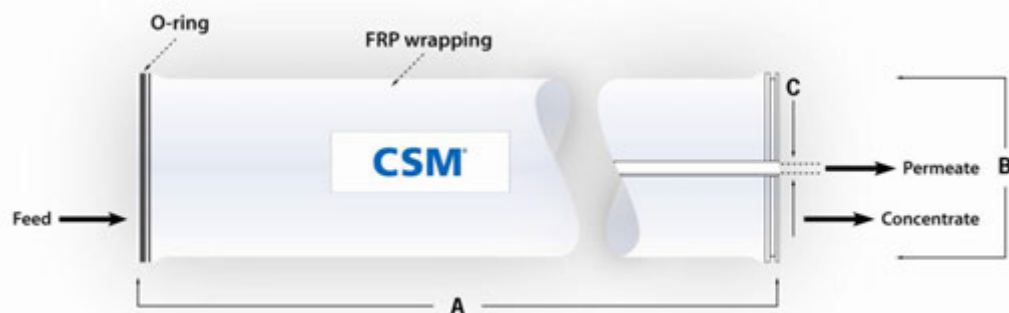 O-ring
FRP wrapping
C
CSM®
Permeate
B
Feed
Concentrate
A